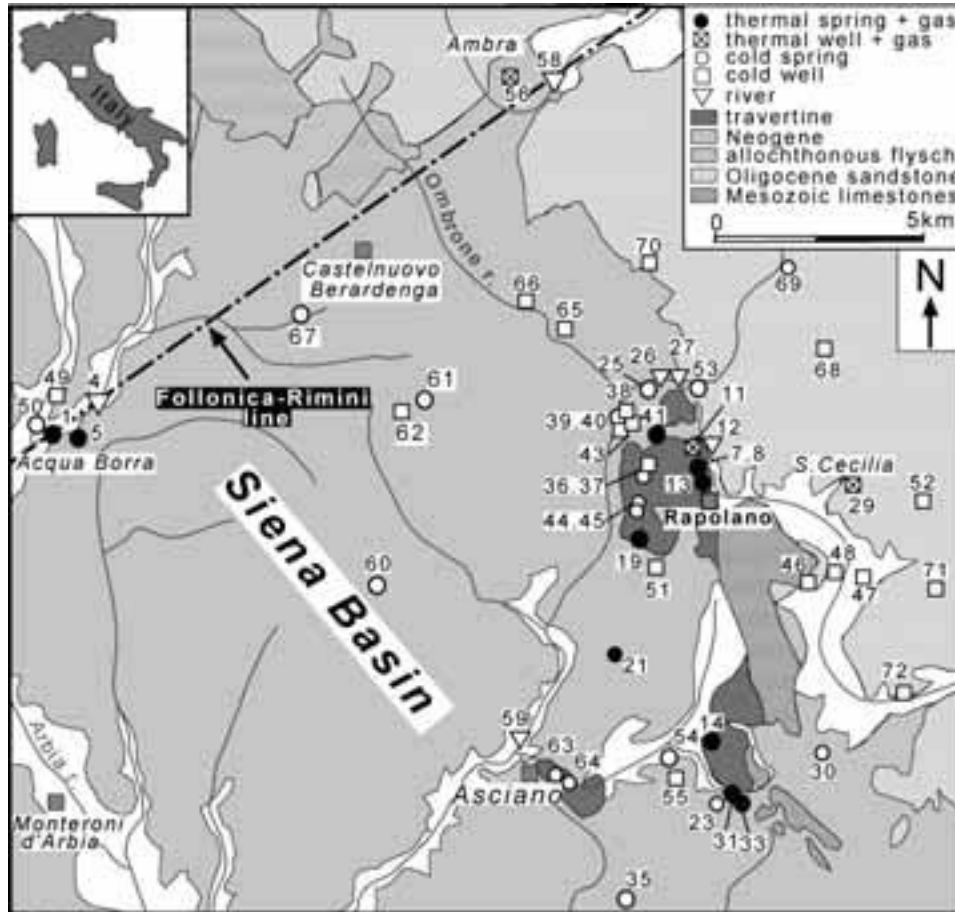 Italy
thermal spring + gas
thermal well + gas
cold spring
cold well
river
travertine
Neogene
allochthonous flysch
Oligocene sandstone
Mesozoic limestones
0 5km
N
Ambra
58
56
Ombrone r.
Castelnuovo
Berardenga
67
66
65
70
69
68
Follonica-Rimini
line
49
4
50
1
5
Acqua Borra
61
62
25
26
27
53
38
11
39,40
41
12
43
7,8
36,37
13
S.Cecilia
29
52
44,45
Rapolano
19
51
46
48
47
71
Siena Basin
60
21
72
59
63
64
Asciano
54
14
55
23
31
33
30
35
Arbia r.
Monteroni
d'Arbia